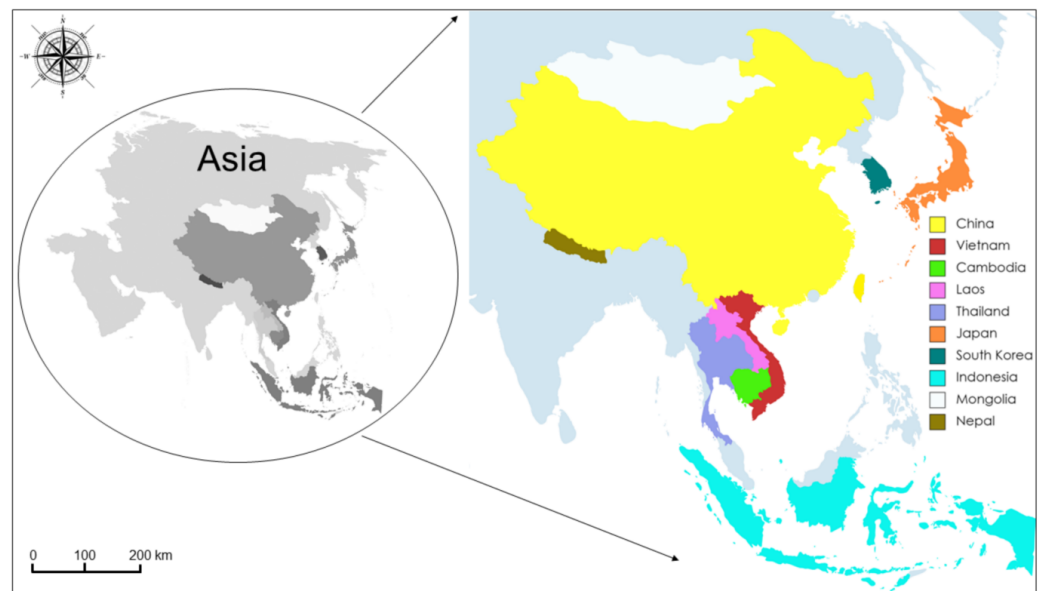 N
W
E
S
Asia
China
Vietnam
Cambodia
Laos
Thailand
Japan
South Korea
Indonesia
Mongolia
Nepal
0 100 200 km